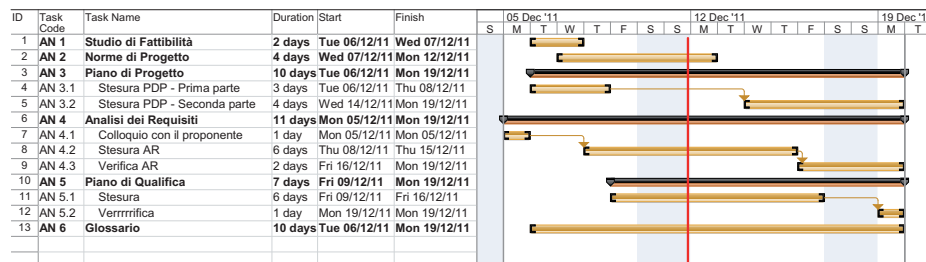 ID Task Code Task Name Duration Start Finish 05 Dec '11 12 Dec '11 19 Dec '1
S M T W T F S S M T W T F S S M T
1 AN 1 Studio di Fattibilità 2 days Tue 06/12/11 Wed 07/12/11
2 AN 2 Norme di Progetto 4 days Wed 07/12/11 Mon 12/12/11
3 AN 3 Piano di Progetto 10 days Tue 06/12/11 Mon 19/12/11
4 AN 3.1 Stesura PDP - Prima parte 3 days Tue 06/12/11 Thu 08/12/11
5 AN 3.2 Stesura PDP - Seconda parte 4 days Wed 14/12/11 Mon 19/12/11
6 AN 4 Analisi dei Requisiti 11 days Mon 05/12/11 Mon 19/12/11
7 AN 4.1 Colloquio con il proponente 1 day Mon 05/12/11 Mon 05/12/11
8 AN 4.2 Stesura AR 6 days Thu 08/12/11 Thu 15/12/11
9 AN 4.3 Verifica AR 2 days Fri 16/12/11 Mon 19/12/11
10 AN 5 Piano di Qualifica 7 days Fri 09/12/11 Mon 19/12/11
11 AN 5.1 Stesura 6 days Fri 09/12/11 Fri 16/12/11
12 AN 5.2 Verrrrrifica 1 day Mon 19/12/11 Mon 19/12/11
13 AN 6 Glossario 10 days Tue 06/12/11 Mon 19/12/11